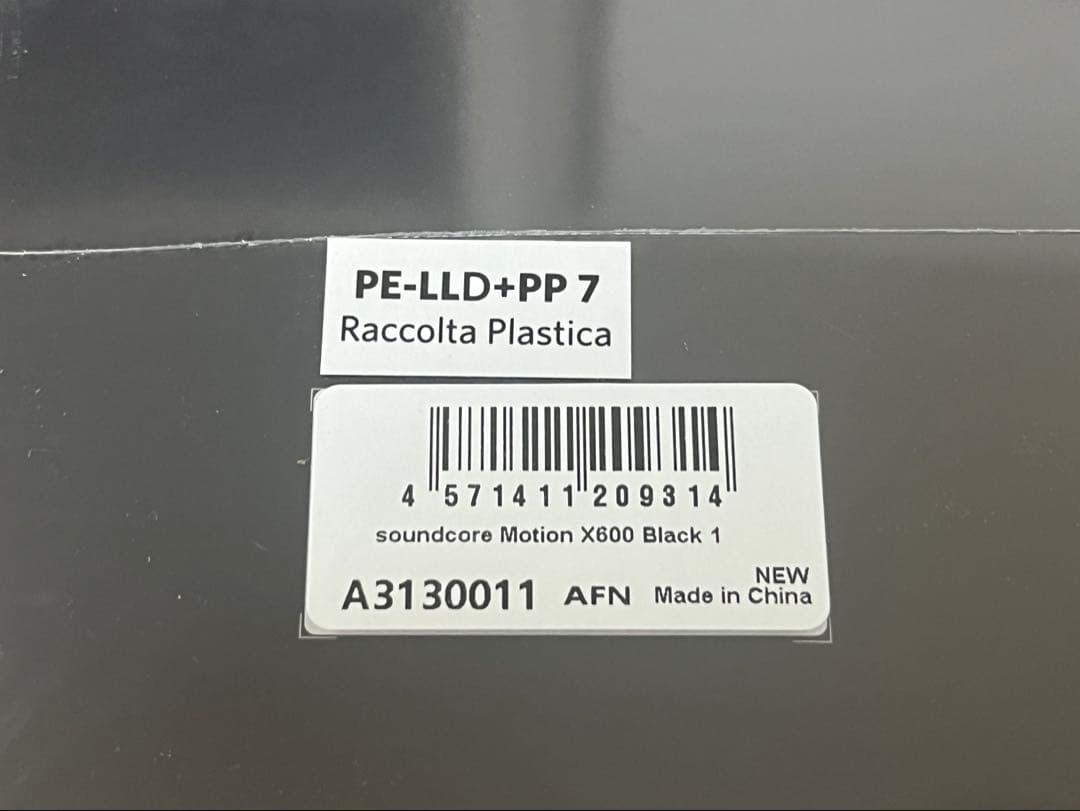 PE-LLD+PP 7
Raccolta Plastica
4 571411 209314
soundcore Motion X600 Black 1
NEW
A3130011 AFN Made in China